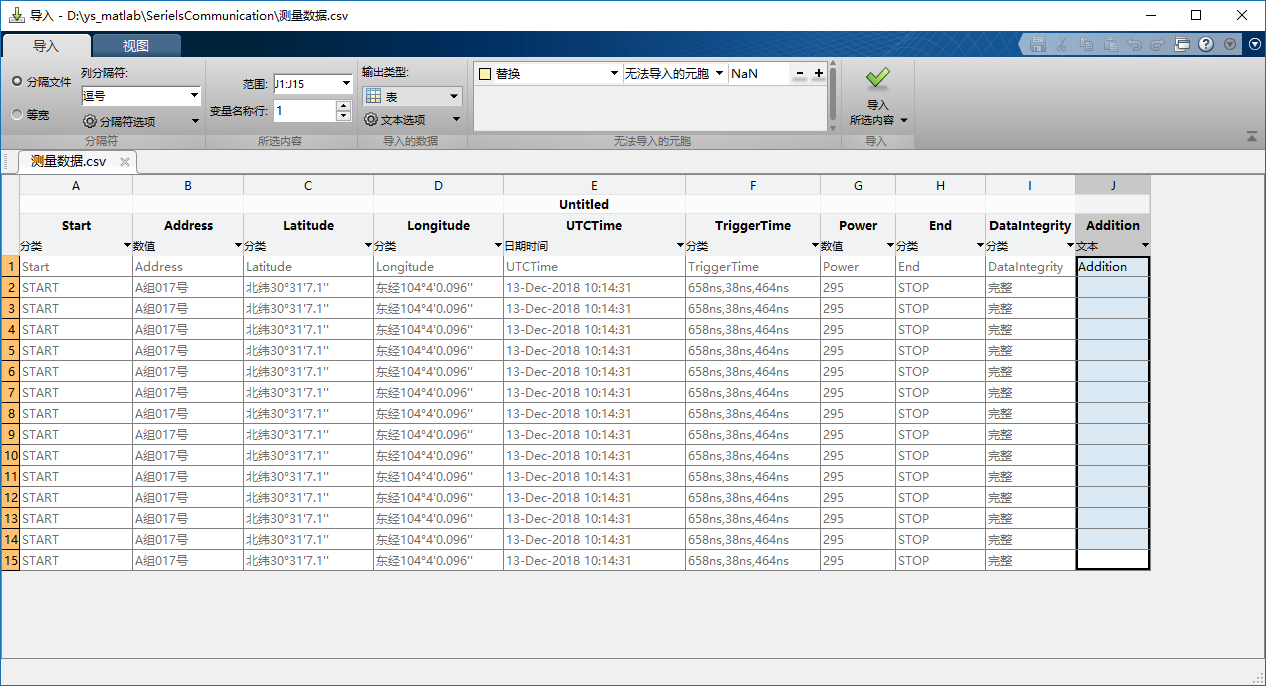 导入 - D:\ys_matlab\SerielsCommunication\测量数据.csv
导入 视图
分隔文件 列分隔符: 范围: J1:J15 输出类型: 替换 无法导入的元胞 NaN - +
等宽 逗号 变量名称行: 1 表 导入
分隔符选项 文本选项 所选内容
分隔符 所选内容 导入的数据 无法导入的元胞 导入
测量数据.csv
A B C D E F G H I J
Untitled
Start Address Latitude Longitude UTCTime TriggerTime Power End DataIntegrity Addition
分类 数值 分类 分类 日期时间 分类 数值 分类 分类 文本
1 Start Address Latitude Longitude UTCTime TriggerTime Power End DataIntegrity Addition
2 START A组017号 北纬30°31'7.1'' 东经104°4'0.096'' 13-Dec-2018 10:14:31 658ns,38ns,464ns 295 STOP 完整
3 START A组017号 北纬30°31'7.1'' 东经104°4'0.096'' 13-Dec-2018 10:14:31 658ns,38ns,464ns 295 STOP 完整
4 START A组017号 北纬30°31'7.1'' 东经104°4'0.096'' 13-Dec-2018 10:14:31 658ns,38ns,464ns 295 STOP 完整
5 START A组017号 北纬30°31'7.1'' 东经104°4'0.096'' 13-Dec-2018 10:14:31 658ns,38ns,464ns 295 STOP 完整
6 START A组017号 北纬30°31'7.1'' 东经104°4'0.096'' 13-Dec-2018 10:14:31 658ns,38ns,464ns 295 STOP 完整
7 START A组017号 北纬30°31'7.1'' 东经104°4'0.096'' 13-Dec-2018 10:14:31 658ns,38ns,464ns 295 STOP 完整
8 START A组017号 北纬30°31'7.1'' 东经104°4'0.096'' 13-Dec-2018 10:14:31 658ns,38ns,464ns 295 STOP 完整
9 START A组017号 北纬30°31'7.1'' 东经104°4'0.096'' 13-Dec-2018 10:14:31 658ns,38ns,464ns 295 STOP 完整
10 START A组017号 北纬30°31'7.1'' 东经104°4'0.096'' 13-Dec-2018 10:14:31 658ns,38ns,464ns 295 STOP 完整
11 START A组017号 北纬30°31'7.1'' 东经104°4'0.096'' 13-Dec-2018 10:14:31 658ns,38ns,464ns 295 STOP 完整
12 START A组017号 北纬30°31'7.1'' 东经104°4'0.096'' 13-Dec-2018 10:14:31 658ns,38ns,464ns 295 STOP 完整
13 START A组017号 北纬30°31'7.1'' 东经104°4'0.096'' 13-Dec-2018 10:14:31 658ns,38ns,464ns 295 STOP 完整
14 START A组017号 北纬30°31'7.1'' 东经104°4'0.096'' 13-Dec-2018 10:14:31 658ns,38ns,464ns 295 STOP 完整
15 START A组017号 北纬30°31'7.1'' 东经104°4'0.096'' 13-Dec-2018 10:14:31 658ns,38ns,464ns 295 STOP 完整